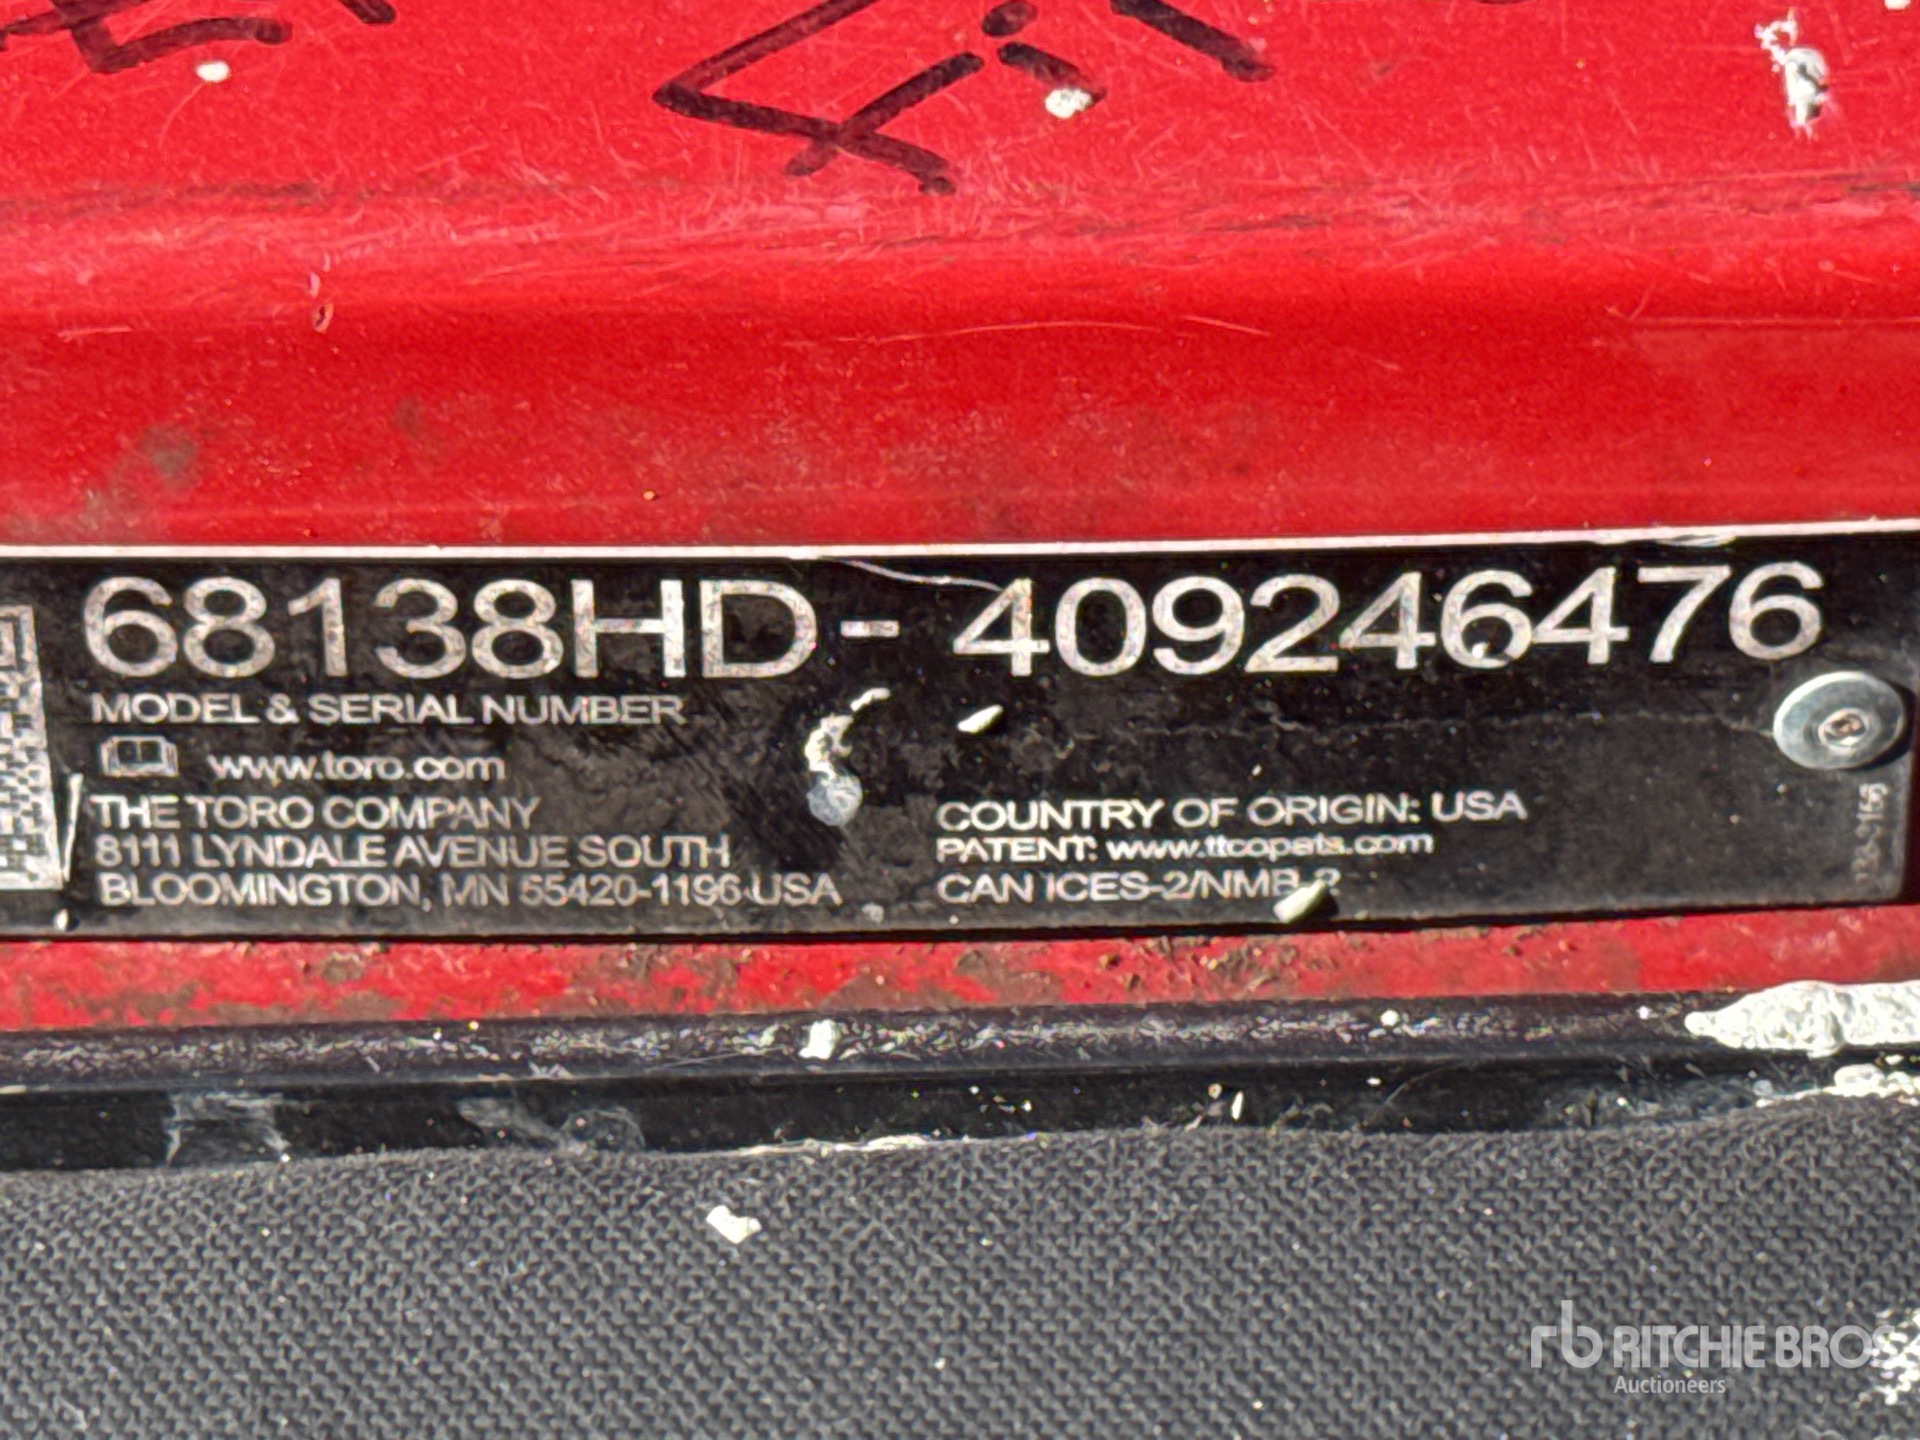 68138HD-409246476
MODEL & SERIAL NUMBER
www.toro.com
THE TORO COMPANY
8111 LYNDALE AVENUE SOUTH
BLOOMINGTON, MN 55420-1196 USA
COUNTRY OF ORIGIN: USA
PATENT: www.ttcopats.com
CAN ICES-2/NMB-2
rb RITCHIE BROS
Auctioneers